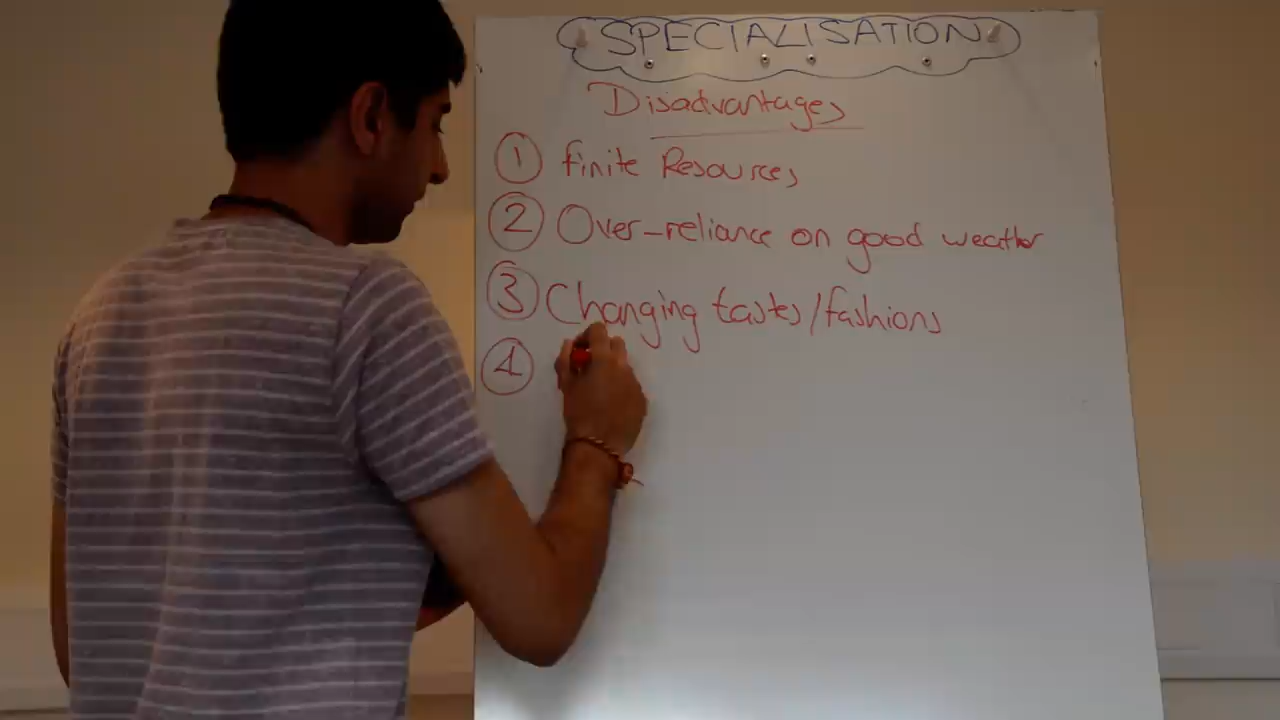 SPECIALISATION
Disadvantages
1 finite Resources
2 Over-reliance on good weather
3 Changing tastes/fashions
4